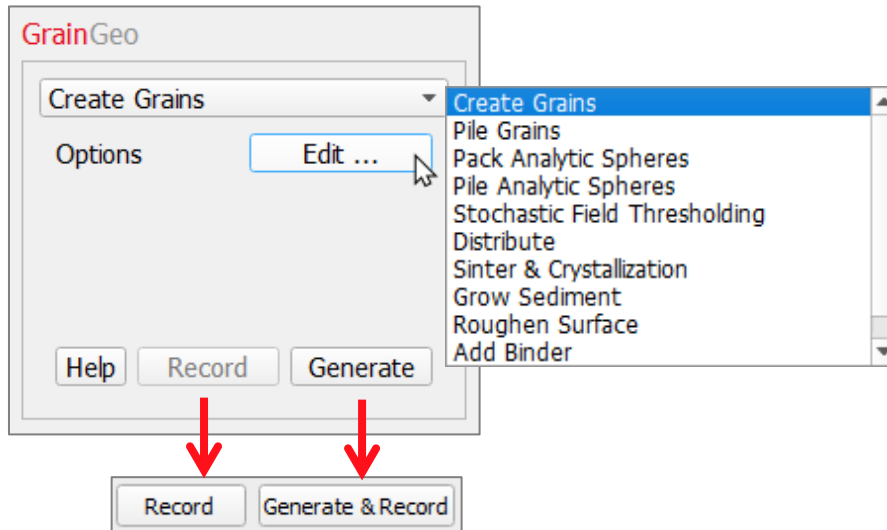 GrainGeo
Create Grains
Options
Edit ...
Help
Record
Generate
Create Grains
Pile Grains
Pack Analytic Spheres
Pile Analytic Spheres
Stochastic Field Thresholding
Distribute
Sinter & Crystallization
Grow Sediment
Roughen Surface
Add Binder
Record
Generate & Record